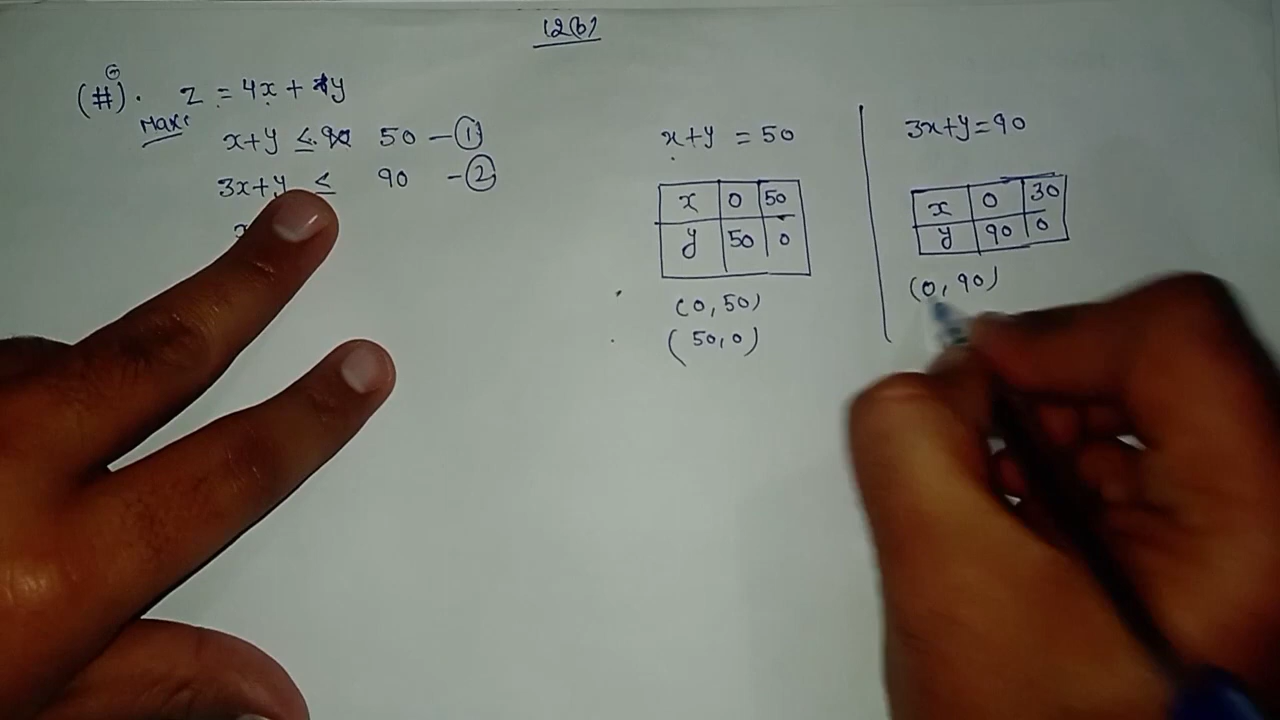 12(b)
(#). Z = 4x + y
Max:
x+y ≤ 50 - ①
3x+y ≤ 90 - ②
x+y = 50
x 0 50
y 50 0
(0, 50)
(50, 0)
3x+y=90
x 0 30
y 90 0
(0, 90)